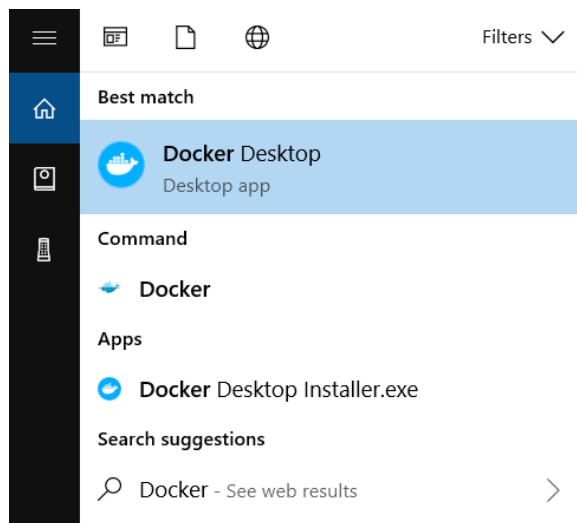 Filters
Best match
Docker Desktop
Desktop app
Command
Docker
Apps
Docker Desktop Installer.exe
Search suggestions
Docker - See web results